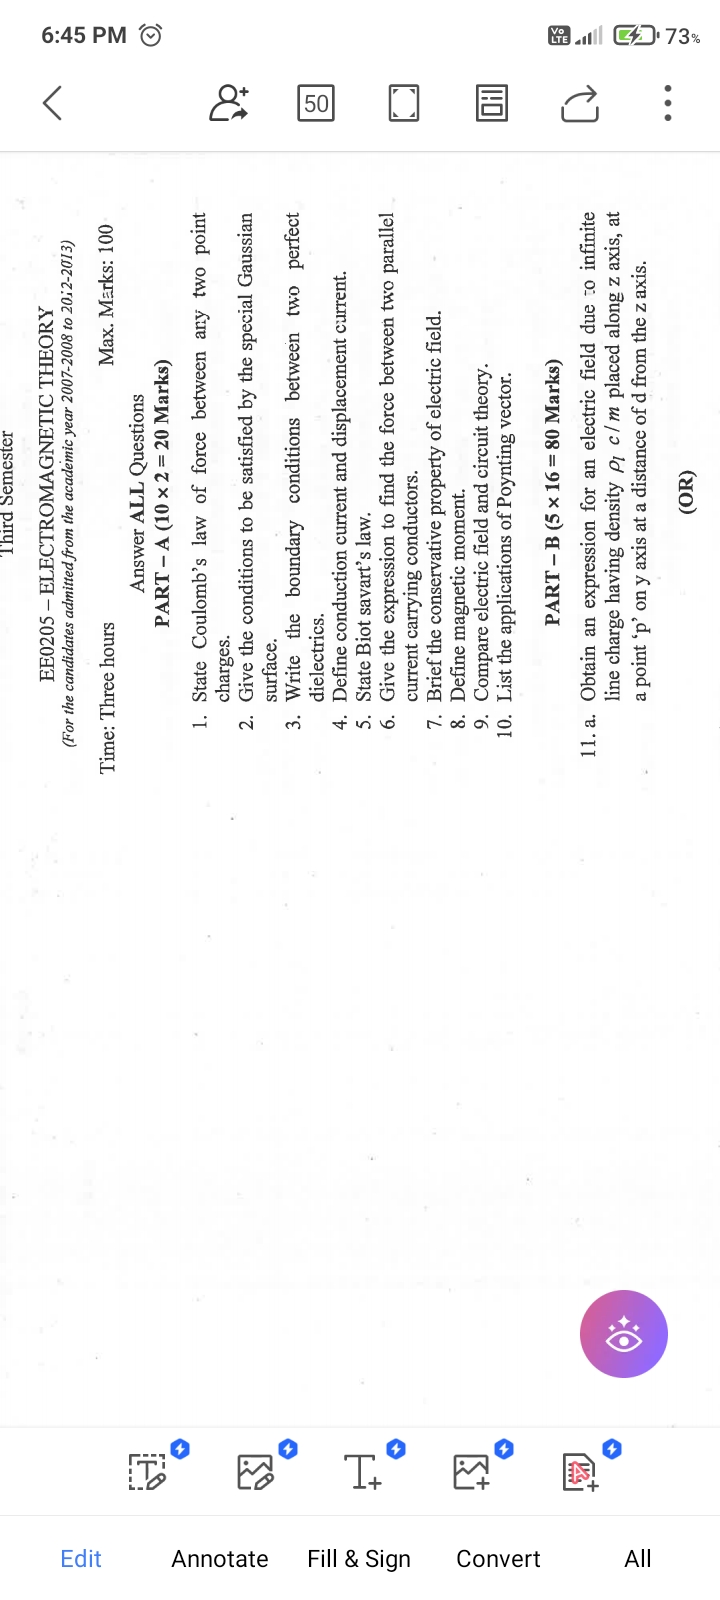 6:45 PM
Vo
LTE
73%
50
Third Semester
EE0205 – ELECTROMAGNETIC THEORY
(For the candidates admitted from the academic year 2007-2008 to 2012-2013)
Time: Three hours Max. Marks: 100
Answer ALL Questions
PART – A (10 × 2 = 20 Marks)
1. State Coulomb's law of force between any two point
charges.
2. Give the conditions to be satisfied by the special Gaussian
surface.
3. Write the boundary conditions between two perfect
dielectrics.
4. Define conduction current and displacement current.
5. State Biot savart's law.
6. Give the expression to find the force between two parallel
current carrying conductors.
7. Brief the conservative property of electric field.
8. Define magnetic moment.
9. Compare electric field and circuit theory.
10. List the applications of Poynting vector.
PART – B (5 × 16 = 80 Marks)
11. a. Obtain an expression for an electric field due to infinite
line charge having density ρl c/m placed along z axis, at
a point 'p' on y axis at a distance of d from the z axis.
(OR)
Edit Annotate Fill & Sign Convert All